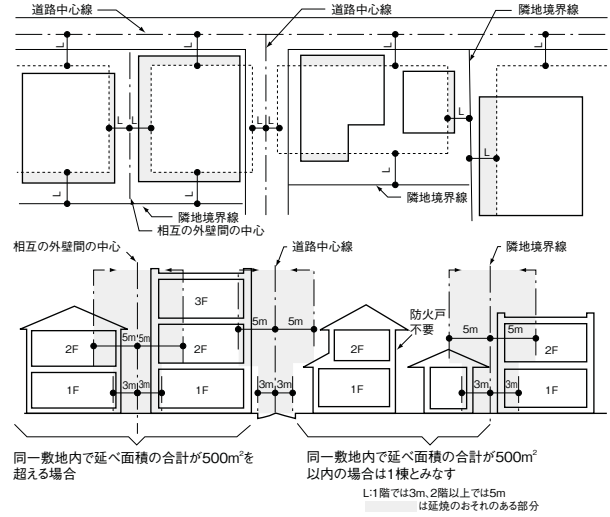 道路中心線
道路中心線
隣地境界線
L
L
L
L
L L
L L
L
L
L
L
L
L
隣地境界線
隣地境界線
相互の外壁間の中心
相互の外壁間の中心
道路中心線
隣地境界線
3F
防火戸
不要
5m 5m
5m 5m
5m 5m
2F
2F
2F
2F
1F
1F
1F
1F
3m 3m
3m 3m
3m 3m
同一敷地内で延べ面積の合計が500m²を
超える場合
同一敷地内で延べ面積の合計が500m²
以内の場合は1棟とみなす
L:1階では3m、2階以上では5m
は延焼のおそれのある部分